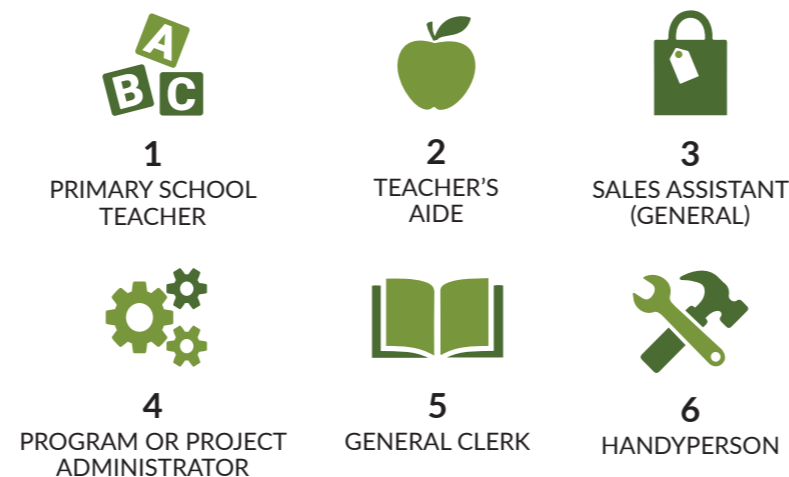 A
B C
1
PRIMARY SCHOOL
TEACHER
2
TEACHER'S
AIDE
3
SALES ASSISTANT
(GENERAL)
4
PROGRAM OR PROJECT
ADMINISTRATOR
5
GENERAL CLERK
6
HANDYPERSON